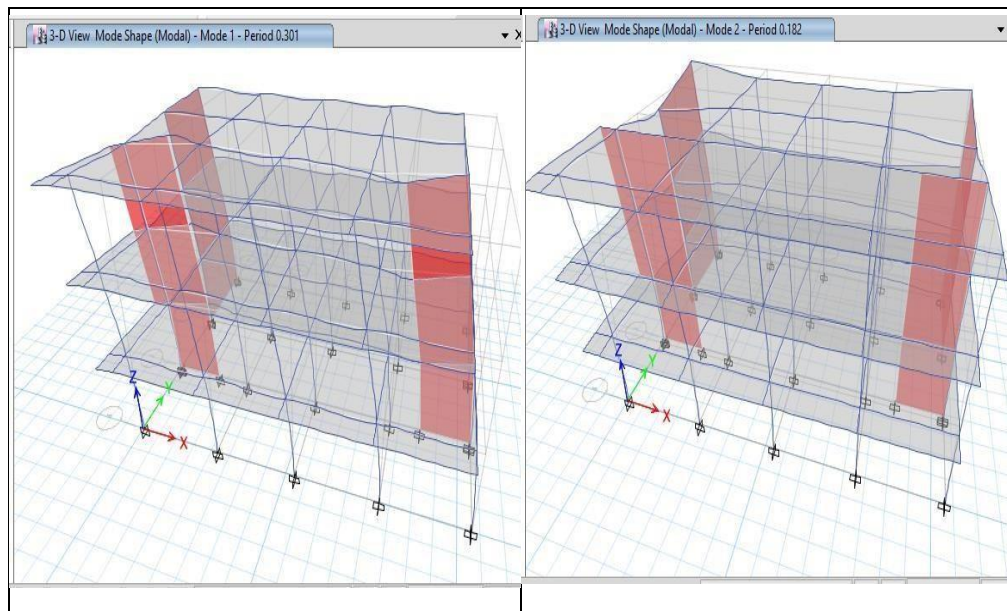 3-D View Mode Shape (Modal) - Mode 1 - Period 0.301
X
3-D View Mode Shape (Modal) - Mode 2 - Period 0.182
Z
Y
X
Z
Y
X